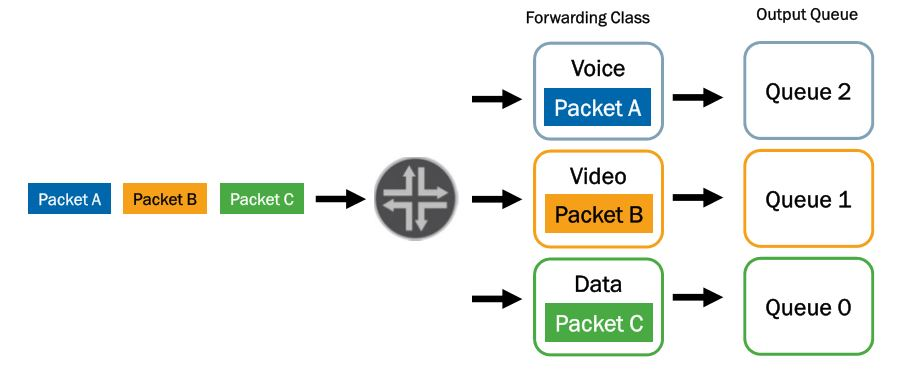 Forwarding Class
Output Queue
Voice
Packet A
Queue 2
Packet A
Packet B
Packet C
Video
Packet B
Queue 1
Data
Packet C
Queue 0